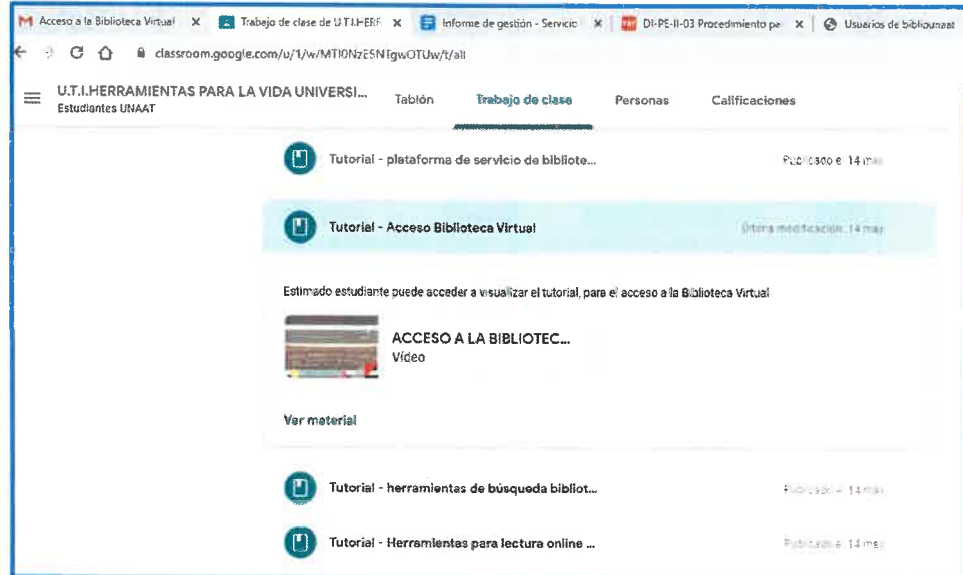 Acceso a la Biblioteca Virtual
Trabajo de clase de U.T.I.HERR
Informe de gestión - Servicio
DI-PE-II-03 Procedimiento pa
Usuarios de bibliounaat
classroom.google.com/u/1/w/
U.T.I.HERRAMIENTAS PARA LA VIDA UNIVERSI...
Estudiantes UNAAT
Tablón
Trabajo de clase
Personas
Calificaciones
Tutorial - plataforma de servicio de bibliote...
Publicado el 14 may
Tutorial - Acceso Biblioteca Virtual
Última modificación: 14 may
Estimado estudiante puede acceder a visualizar el tutorial, para el acceso a la Biblioteca Virtual
ACCESO A LA BIBLIOTEC...
Vídeo
Ver material
Tutorial - herramientas de búsqueda bibliot...
Publicado el 14 may
Tutorial - Herramientas para lectura online ...
Publicado el 14 may